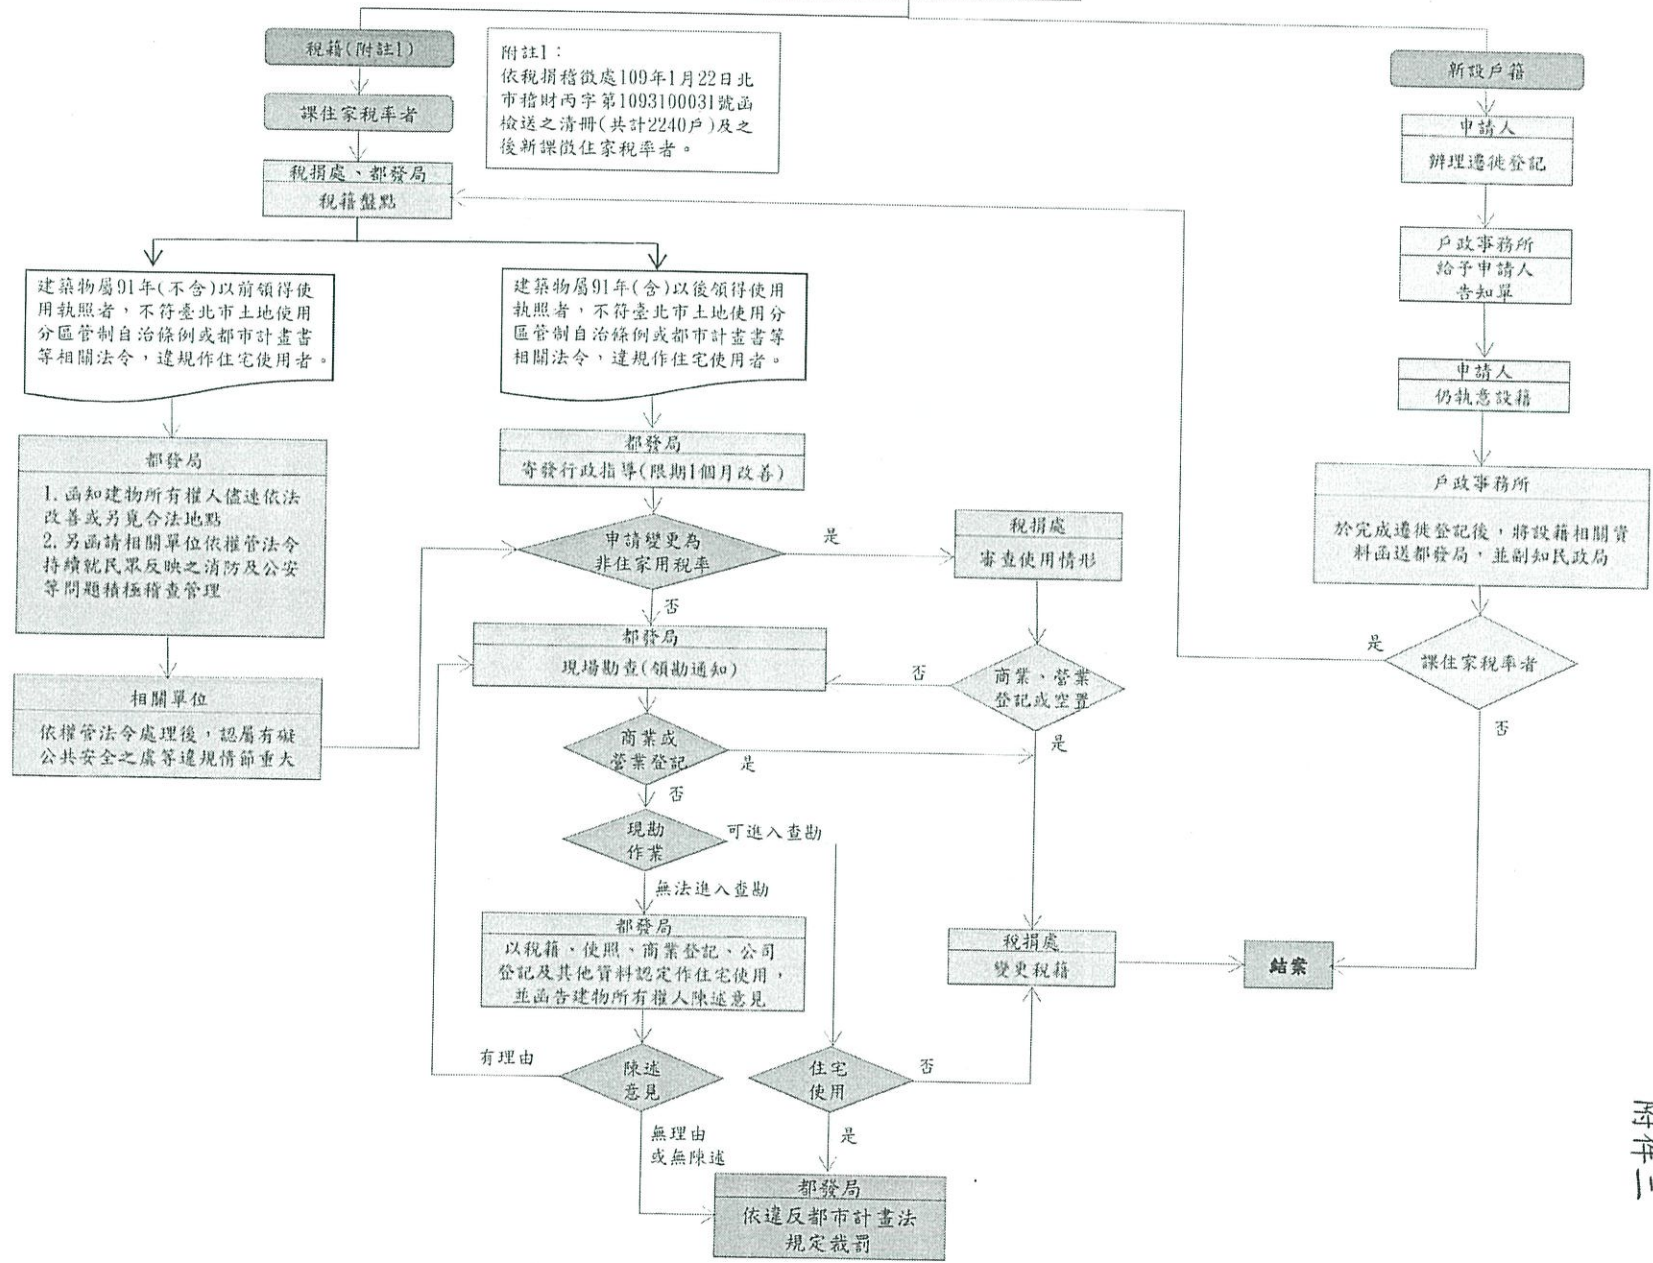 稅籍(附註1)
課住家稅率者
稅捐處、都發局
稅籍盤點
附註1：
依稅捐稽徵處109年1月22日北
市稽財丙字第1093100031號函
檢送之清冊(共計2240戶)及之
後新課徵住家稅率者。
新設戶籍
申請人
辦理遷徙登記
戶政事務所
給予申請人
告知單
申請人
仍執意設籍
戶政事務所
於完成遷徙登記後，將設籍相關資
料函送都發局，並副知民政局
課住家稅率者
是
否
建築物屬91年(不含)以前領得使
用執照者，不符臺北市土地使用
分區管制自治條例或都市計畫書
等相關法令，違規作住宅使用者。
建築物屬91年(含)以後領得使用
執照者，不符臺北市土地使用分
區管制自治條例或都市計畫書等
相關法令，違規作住宅使用者。
都發局
1.函知建物所有權人儘速依法
改善或另覓合法地點
2.另函請相關單位依權管法令
持續就民眾反映之消防及公安
等問題積極稽查管理
相關單位
依權管法令處理後，認屬有礙
公共安全之虞等違規情節重大
都發局
寄發行政指導(限期1個月改善)
申請變更為
非住家用稅率
是
否
稅捐處
審查使用情形
都發局
現場勘查(領勘通知)
商業、營業
登記或空置
否
是
商業或
營業登記
是
否
現勘
作業
可進入查勘
無法進入查勘
都發局
以稅籍、使照、商業登記、公司
登記及其他資料認定作住宅使用，
並函告建物所有權人陳述意見
稅捐處
變更稅籍
結案
有理由
陳述
意見
無理由
或無陳述
住宅
使用
否
是
都發局
依違反都市計畫法
規定裁罰
附件二